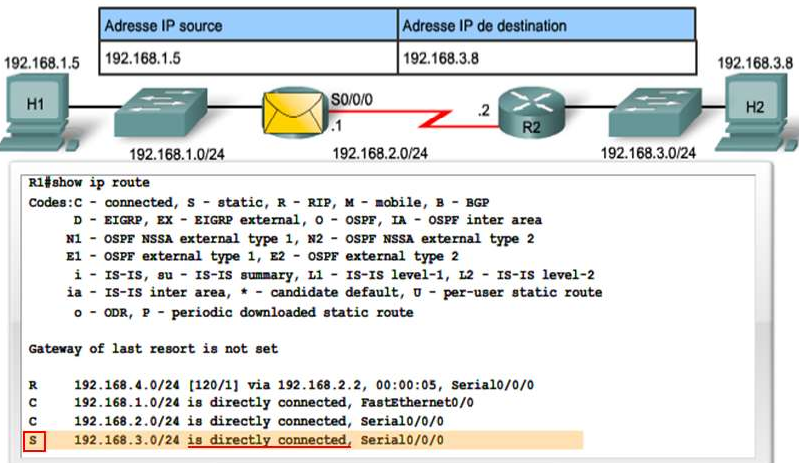 Adresse IP source Adresse IP de destination
192.168.1.5 192.168.3.8
192.168.1.5 192.168.3.8
H1 S0/0/0 .1 .2 R2 H2
192.168.1.0/24 192.168.2.0/24 192.168.3.0/24
R1#show ip route
Codes:C - connected, S - static, R - RIP, M - mobile, B - BGP
D - EIGRP, EX - EIGRP external, O - OSPF, IA - OSPF inter area
N1 - OSPF NSSA external type 1, N2 - OSPF NSSA external type 2
E1 - OSPF external type 1, E2 - OSPF external type 2
i - IS-IS, su - IS-IS summary, L1 - IS-IS level-1, L2 - IS-IS level-2
ia - IS-IS inter area, * - candidate default, U - per-user static route
o - ODR, P - periodic downloaded static route
Gateway of last resort is not set
R 192.168.4.0/24 [120/1] via 192.168.2.2, 00:00:05, Serial0/0/0
C 192.168.1.0/24 is directly connected, FastEthernet0/0
C 192.168.2.0/24 is directly connected, Serial0/0/0
S 192.168.3.0/24 is directly connected, Serial0/0/0